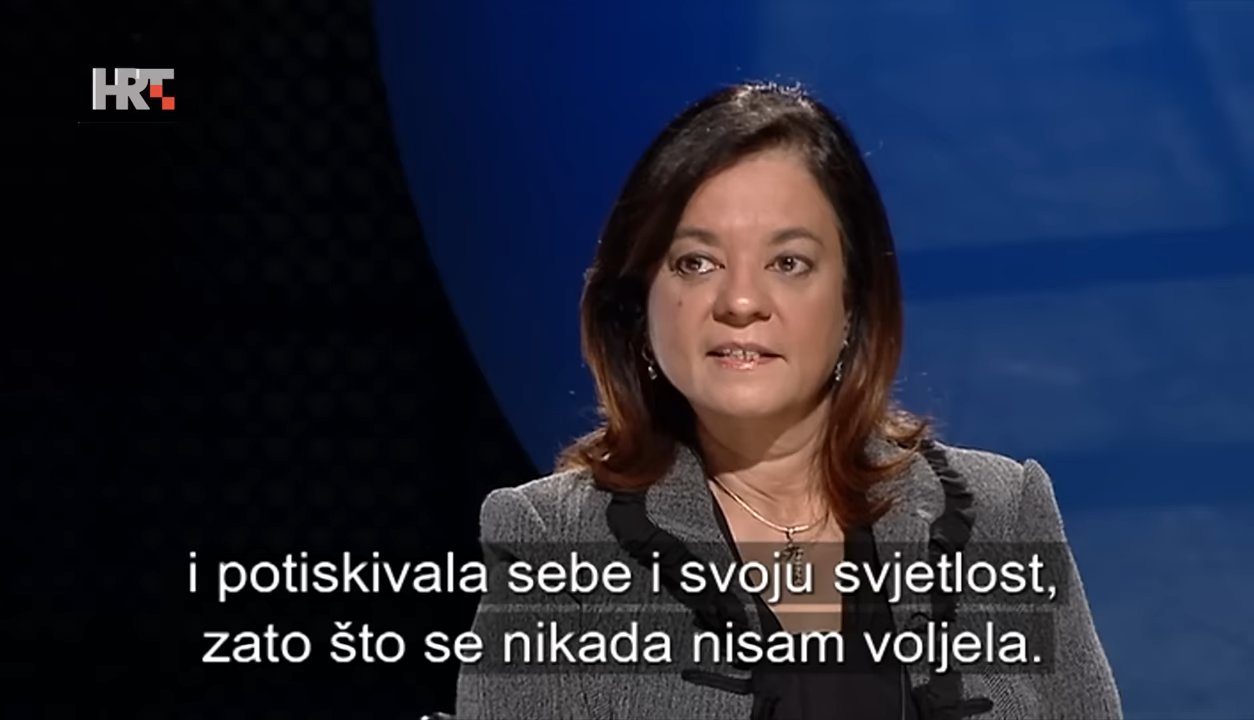 HRT
i potiskivala sebe i svoju svjetlost,
zato što se nikada nisam voljela.